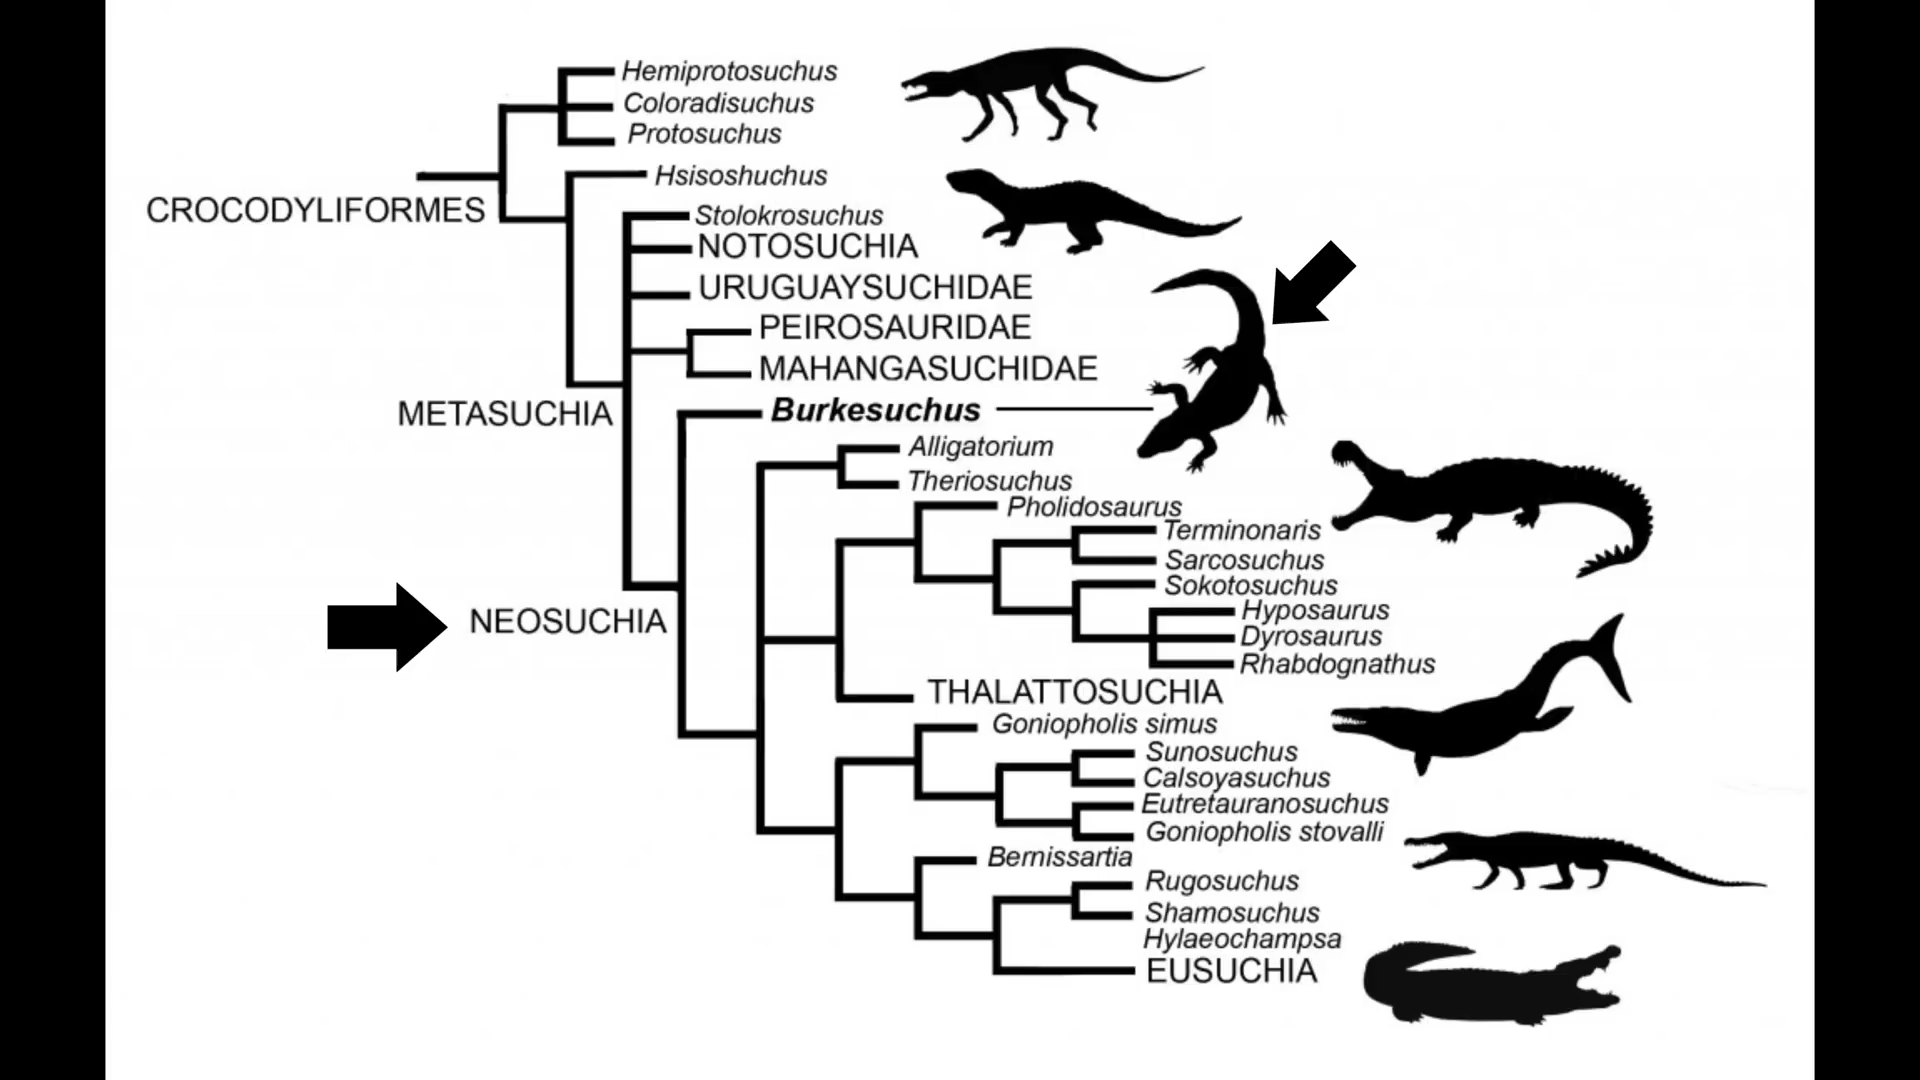 Hemiprotosuchus
Coloradisuchus
Protosuchus
Hsisoshuchus
CROCODYLIFORMES
Stolokrosuchus
NOTOSUCHIA
URUGUAYSUCHIDAE
PEIROSAURIDAE
MAHANGASUCHIDAE
METASUCHIA
Burkesuchus
Alligatorium
Theriosuchus
Pholidosaurus
Terminonaris
Sarcosuchus
Sokotosuchus
Hyposaurus
NEOSUCHIA
Dyrosaurus
Rhabdognathus
THALATTOSUCHIA
Goniopholis simus
Sunosuchus
Calsoyasuchus
Eutretauranosuchus
Goniopholis stovalli
Bernissartia
Rugosuchus
Shamosuchus
Hylaeochampsa
EUSUCHIA